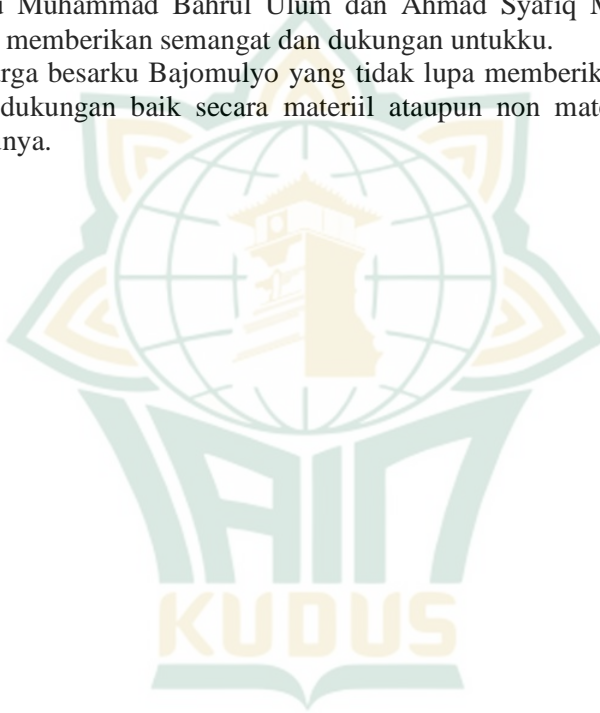 Muhammad Bahrul Ulum dan Ahmad Syafiq M
memberikan semangat dan dukungan untukku.
rga besarku Bajomulyo yang tidak lupa memberik
dukungan baik secara materiil ataupun non mate
nya.
IAIN
KUDUS